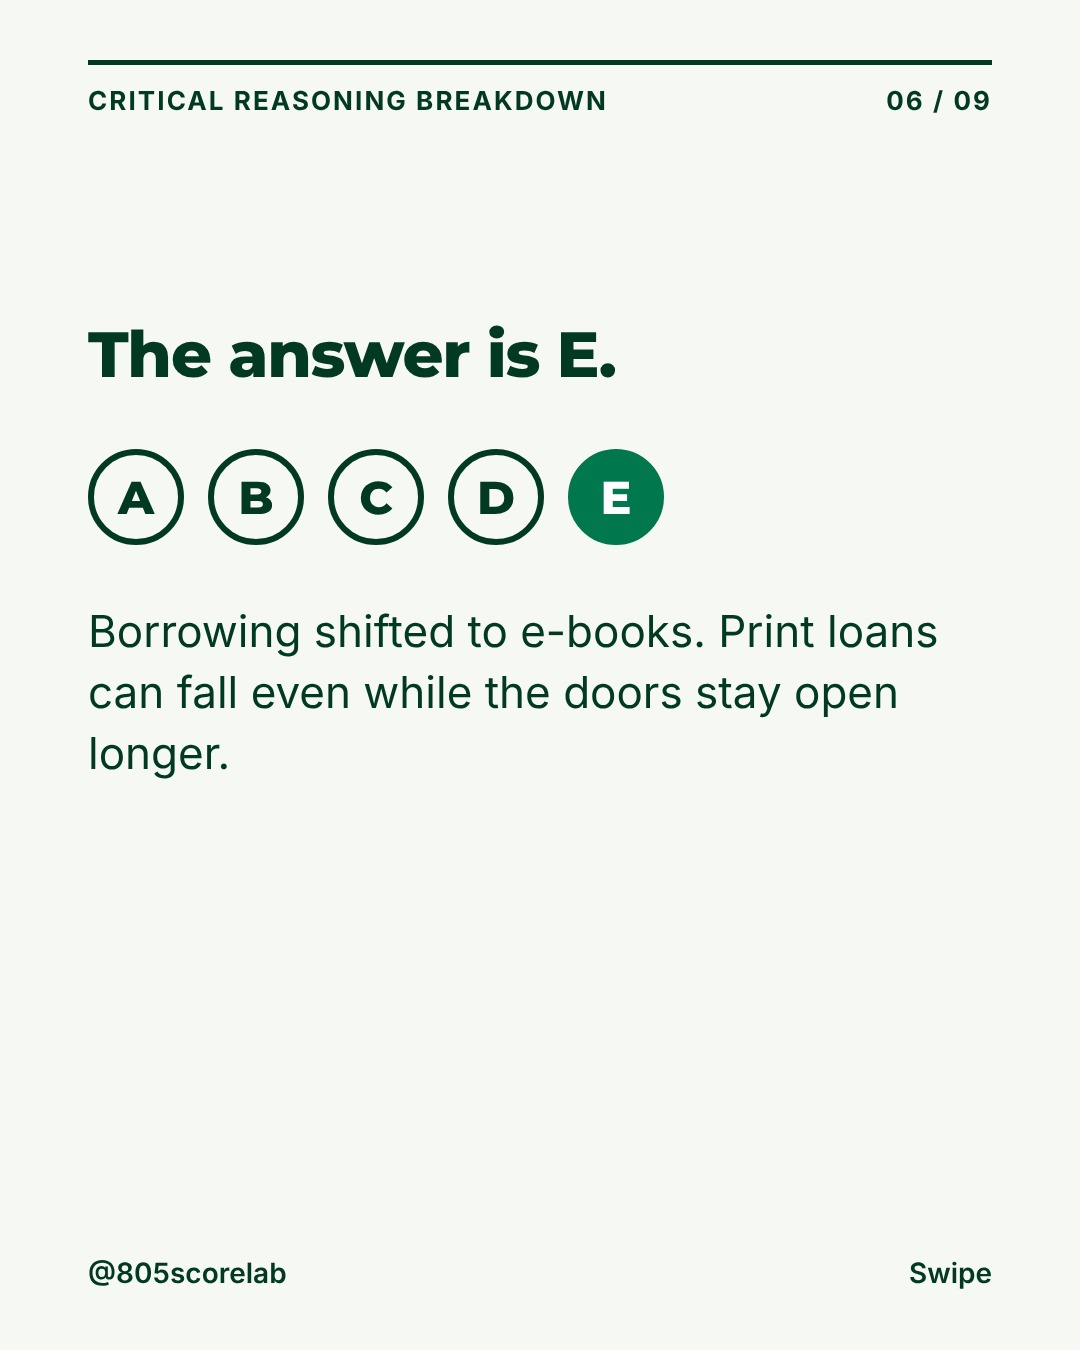 CRITICAL REASONING BREAKDOWN 06 / 09
The answer is E.
A B C D E
Borrowing shifted to e-books. Print loans
can fall even while the doors stay open
longer.
@805scorelab Swipe